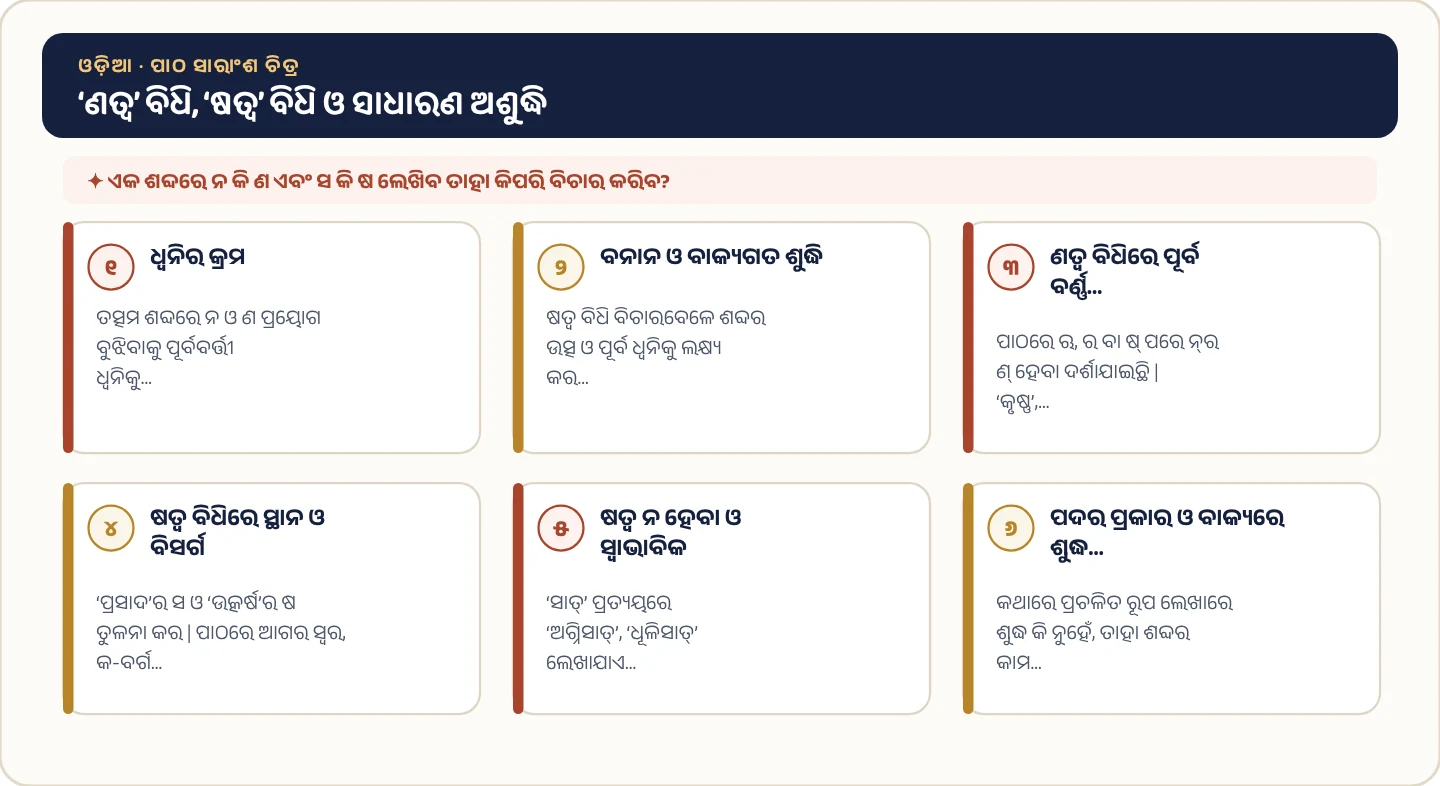 ଓଡ଼ିଆ · ପାଠ ସାରାଂଶ ଚିତ୍ର
‘ଣତ୍ୱ’ ବିଧି, ‘ଷତ୍ୱ’ ବିଧି ଓ ସାଧାରଣ ଅଶୁଦ୍ଧି
✦ ଏକ ଶବ୍ଦରେ ନ କି ଣ ଏବଂ ସ କି ଷ ଲେଖିବ ତାହା କିପରି ବିଚାର କରିବ?
୧
ଧ୍ୱନିର କ୍ରମ
ତତ୍ସମ ଶବ୍ଦରେ ନ ଓ ଣ ପ୍ରୟୋଗ
ବୁଝିବାକୁ ପୂର୍ବବର୍ତ୍ତୀ
ଧ୍ୱନିକୁ...
୨
ବନାନ ଓ ବାକ୍ୟଗତ ଶୁଦ୍ଧି
ଷତ୍ୱ ବିଧି ବିଚାରବେଳେ ଶବ୍ଦର
ଉତ୍ସ ଓ ପୂର୍ବ ଧ୍ୱନିକୁ ଲକ୍ଷ୍ୟ
କର...
୩
ଣତ୍ୱ ବିଧିରେ ପୂର୍ବ
ବର୍ଣ୍ଣ...
ପାଠରେ ଋ, ର ବା ଷ୍ ପରେ ନ୍‌ର
ଣ୍ ହେବା ଦର୍ଶାଯାଇଛି |
‘କୃଷ୍ଣ’,...
୪
ଷତ୍ୱ ବିଧିରେ ସ୍ଥାନ ଓ
ବିସର୍ଗ
‘ପ୍ରସାଦ’ର ସ ଓ ‘ଉତ୍କର୍ଷ’ର ଷ
ତୁଳନା କର | ପାଠରେ ଆଗର ସ୍ୱର,
କ-ବର୍ଗ...
୫
ଷତ୍ୱ ନ ହେବା ଓ
ସ୍ୱାଭାବିକ
‘ସାତ୍’ ପ୍ରତ୍ୟୟରେ
‘ଅଗ୍ନିସାତ୍’, ‘ଧୂଳିସାତ୍’
ଲେଖାଯାଏ...
୬
ପଦର ପ୍ରକାର ଓ ବାକ୍ୟରେ
ଶୁଦ୍ଧ...
କଥାରେ ପ୍ରଚଳିତ ରୂପ ଲେଖାରେ
ଶୁଦ୍ଧ କି ନୁହେଁ, ତାହା ଶବ୍ଦର
କାମ...